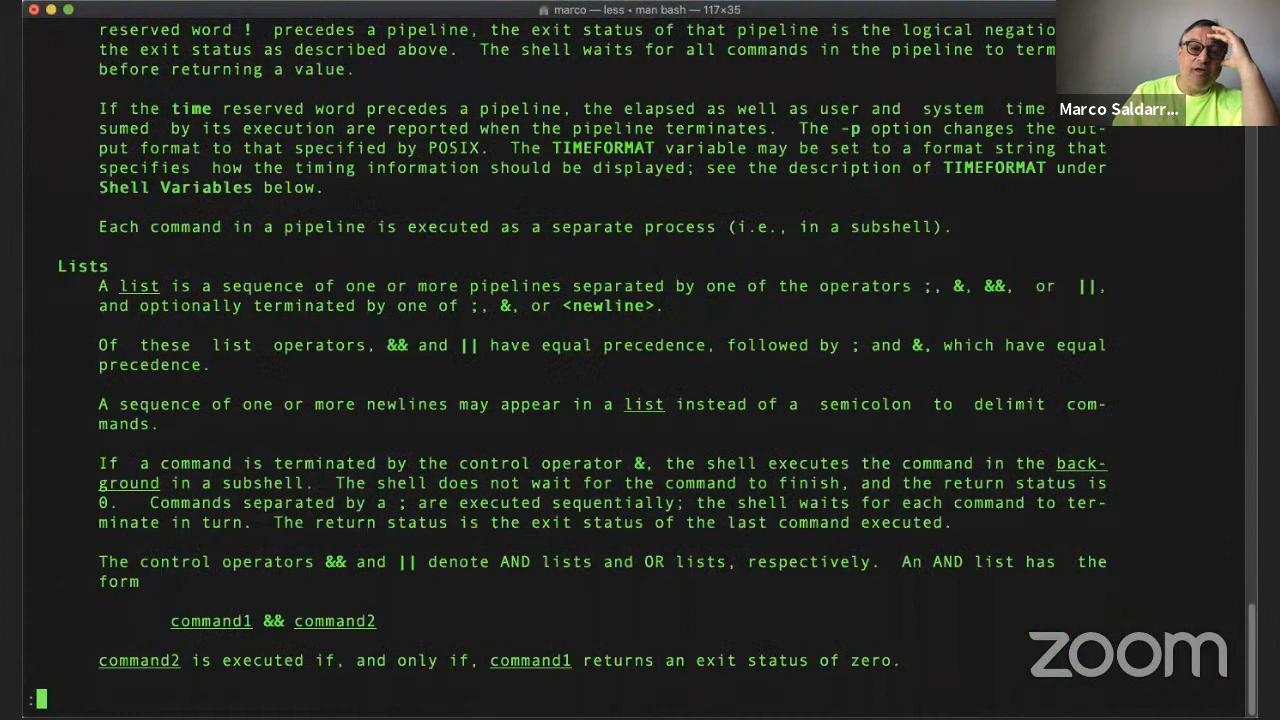 marco — less • man bash — 117×35
reserved word ! precedes a pipeline, the exit status of that pipeline is the logical negatio
the exit status as described above. The shell waits for all commands in the pipeline to term
before returning a value.
If the time reserved word precedes a pipeline, the elapsed as well as user and system time
sumed by its execution are reported when the pipeline terminates. The -p option changes the out-
put format to that specified by POSIX. The TIMEFORMAT variable may be set to a format string that
specifies how the timing information should be displayed; see the description of TIMEFORMAT under
Shell Variables below.
Each command in a pipeline is executed as a separate process (i.e., in a subshell).
Lists
A list is a sequence of one or more pipelines separated by one of the operators ;, &, &&, or ||,
and optionally terminated by one of ;, &, or <newline>.
Of these list operators, && and || have equal precedence, followed by ; and &, which have equal
precedence.
A sequence of one or more newlines may appear in a list instead of a semicolon to delimit com-
mands.
If a command is terminated by the control operator &, the shell executes the command in the back-
ground in a subshell. The shell does not wait for the command to finish, and the return status is
0. Commands separated by a ; are executed sequentially; the shell waits for each command to ter-
minate in turn. The return status is the exit status of the last command executed.
The control operators && and || denote AND lists and OR lists, respectively. An AND list has the
form
command1 && command2
command2 is executed if, and only if, command1 returns an exit status of zero.
:
Marco Saldarr...
zoom